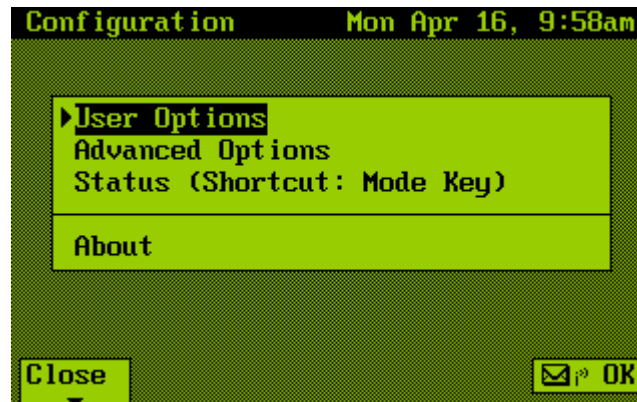 Configuration Mon Apr 16, 9:58am
User Options
Advanced Options
Status (Shortcut: Mode Key)
About
Close OK